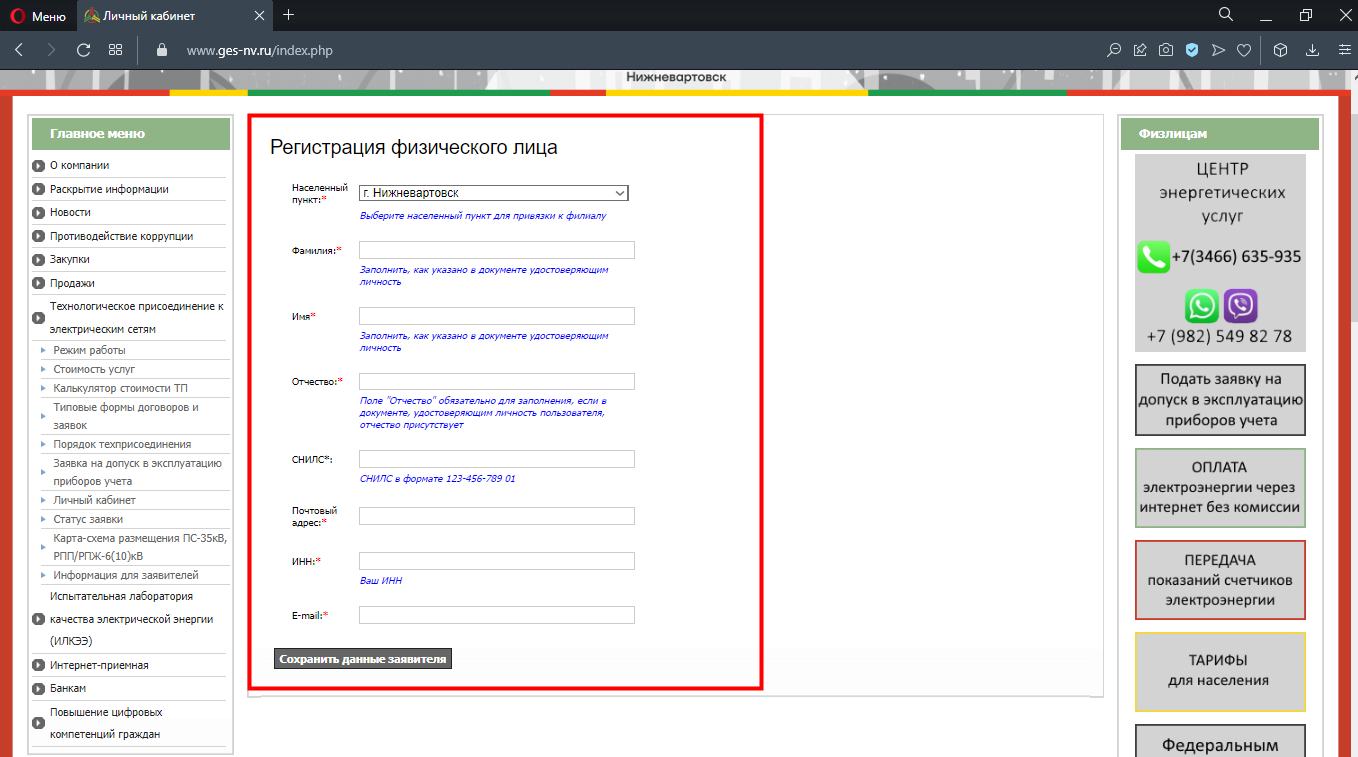 Меню
Личный кабинет
www.ges-nv.ru/index.php
Нижневартовск
Главное меню
О компании
Раскрытие информации
Новости
Противодействие коррупции
Закупки
Продажи
Технологическое присоединение к
электрическим сетям
Режим работы
Стоимость услуг
Калькулятор стоимости ТП
Типовые формы договоров и
заявок
Порядок техприсоединения
Заявка на допуск в эксплуатацию
приборов учета
Личный кабинет
Статус заявки
Карта-схема размещения ПС-35кВ,
РПП/РПЖ-6(10)кВ
Информация для заявителей
Испытательная лаборатория
качества электрической энергии
(ИЛКЭЭ)
Интернет-приемная
Банкам
Повышение цифровых
компетенций граждан
Регистрация физического лица
Населенный
пункт:*
г. Нижневартовск
Выберите населенный пункт для привязки к филиалу
Фамилия:*
Заполнить, как указано в документе удостоверяющим
личность
Имя*
Заполнить, как указано в документе удостоверяющим
личность
Отчество:*
Поле "Отчество" обязательно для заполнения, если в
документе, удостоверяющим личность пользователя,
отчество присутствует
СНИЛС*:
СНИЛС в формате 123-456-789 01
Почтовый
адрес:*
ИНН:*
Ваш ИНН
E-mail:*
Сохранить данные заявителя
Физлицам
ЦЕНТР
энергетических
услуг
+7(3466) 635-935
+7 (982) 549 82 78
Подать заявку на
допуск в эксплуатацию
приборов учета
ОПЛАТА
электроэнергии через
интернет без комиссии
ПЕРЕДАЧА
показаний счетчиков
электроэнергии
ТАРИФЫ
для населения
Федеральным